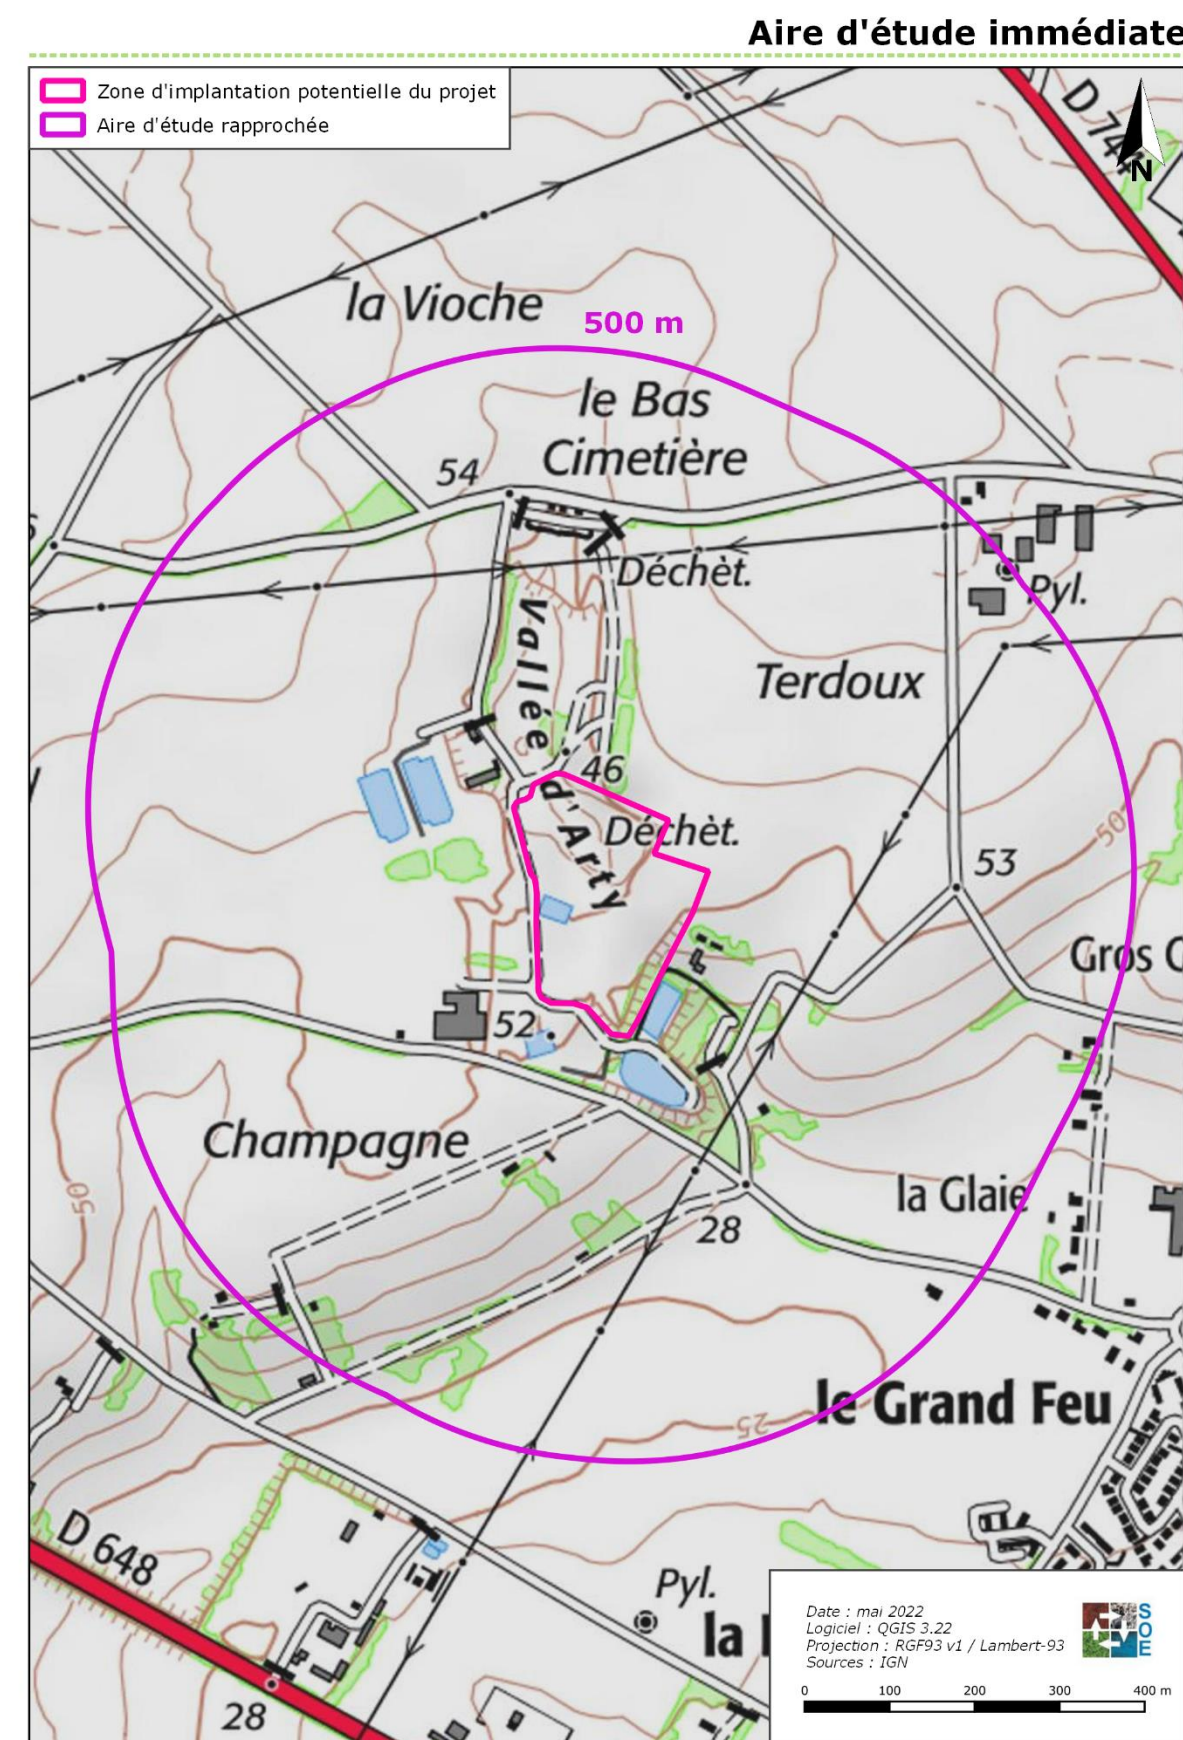 Aire d'étude immédiate
Zone d'implantation potentielle du projet
Aire d'étude rapprochée
N
la Vioche
500 m
le Bas
Cimetière
54
Déchèt.
Pyl.
Vallée d'Arty
Terdoux
46
Déchèt.
50
53
Gros
52
Champagne
50
la Glaie
28
le Grand Feu
25
D 648
Pyl.
la
28
Date : mai 2022
Logiciel : QGIS 3.22
Projection : RGF93 v1 / Lambert-93
Sources : IGN
SOE
0 100 200 300 400 m